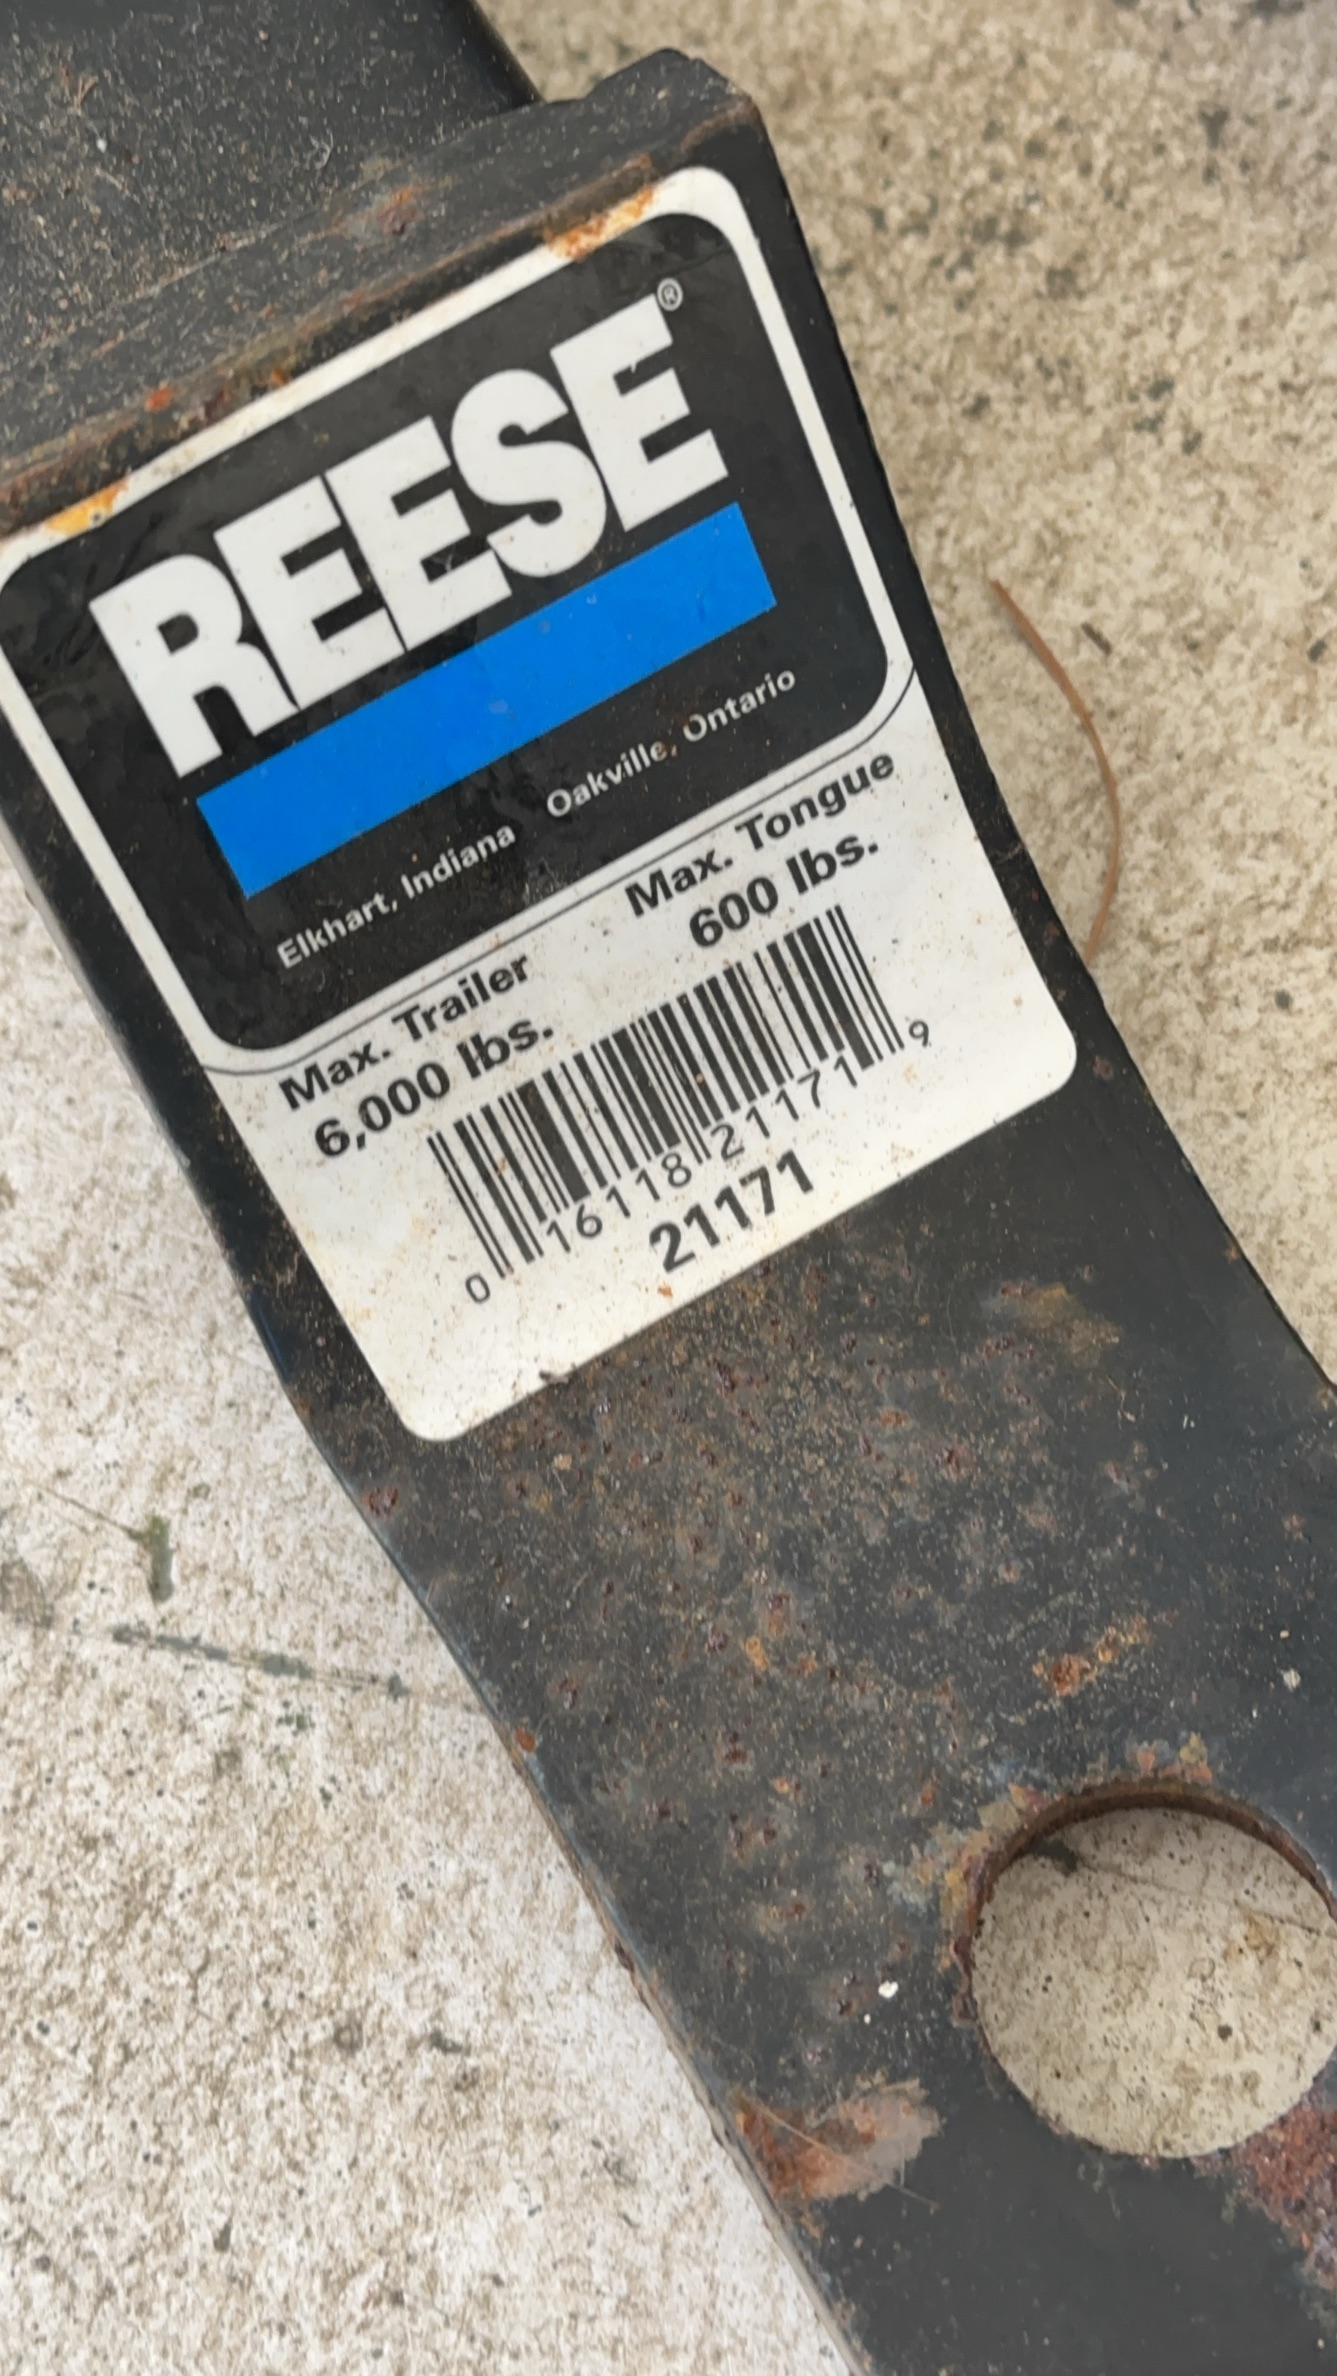 REESE®
Elkhart, Indiana Oakville, Ontario
Max. Trailer Max. Tongue
6,000 lbs. 600 lbs.
0 16118 21171 9
21171